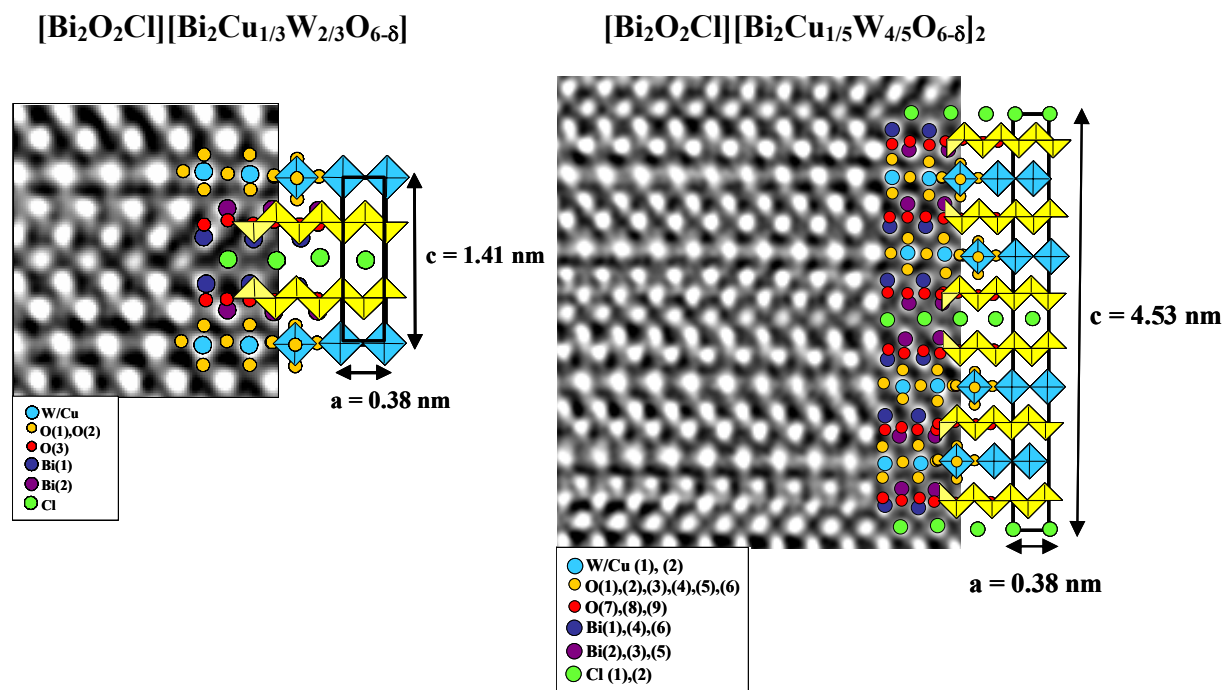 [Bi₂O₂Cl][Bi₂Cu₁/₃W₂/₃O₆₋δ]
c = 1.41 nm
a = 0.38 nm
W/Cu
O(1),O(2)
O(3)
Bi(1)
Bi(2)
Cl
[Bi₂O₂Cl][Bi₂Cu₁/₅W₄/₅O₆₋δ]₂
c = 4.53 nm
a = 0.38 nm
W/Cu (1), (2)
O(1),(2),(3),(4),(5),(6)
O(7),(8),(9)
Bi(1),(4),(6)
Bi(2),(3),(5)
Cl (1),(2)